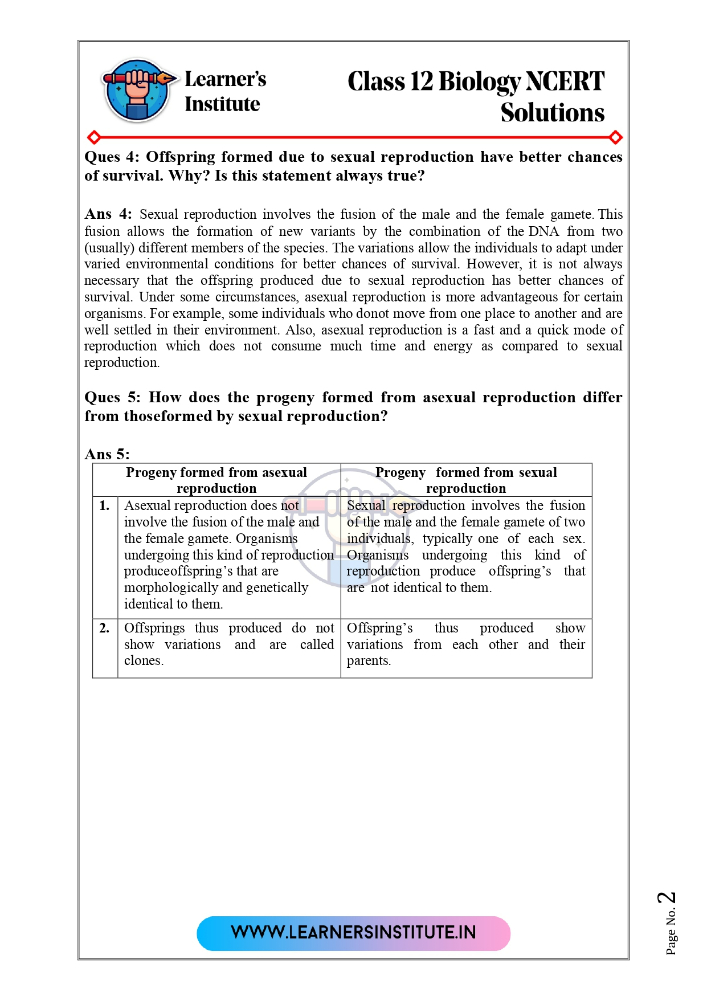 Learner's
Institute
Class 12 Biology NCERT
Solutions
Ques 4: Offspring formed due to sexual reproduction have better chances
of survival. Why? Is this statement always true?
Ans 4: Sexual reproduction involves the fusion of the male and the female gamete. This
fusion allows the formation of new variants by the combination of the DNA from two
(usually) different members of the species. The variations allow the individuals to adapt under
varied environmental conditions for better chances of survival. However, it is not always
necessary that the offspring produced due to sexual reproduction has better chances of
survival. Under some circumstances, asexual reproduction is more advantageous for certain
organisms. For example, some individuals who donot move from one place to another and are
well settled in their environment. Also, asexual reproduction is a fast and a quick mode of
reproduction which does not consume much time and energy as compared to sexual
reproduction.
Ques 5: How does the progeny formed from asexual reproduction differ
from thoseformed by sexual reproduction?
Ans 5:
Progeny formed from asexual
reproduction
Progeny formed from sexual
reproduction
1.
Asexual reproduction does not
involve the fusion of the male and
the female gamete. Organisms
undergoing this kind of reproduction
produceoffspring's that are
morphologically and genetically
identical to them.
Sexual reproduction involves the fusion
of the male and the female gamete of two
individuals, typically one of each sex.
Organisms undergoing this kind of
reproduction produce offspring's that
are not identical to them.
2.
Offsprings thus produced do not
show variations and are called
clones.
Offspring's thus produced show
variations from each other and their
parents.
WWW.LEARNERSINSTITUTE.IN
Page No. 2